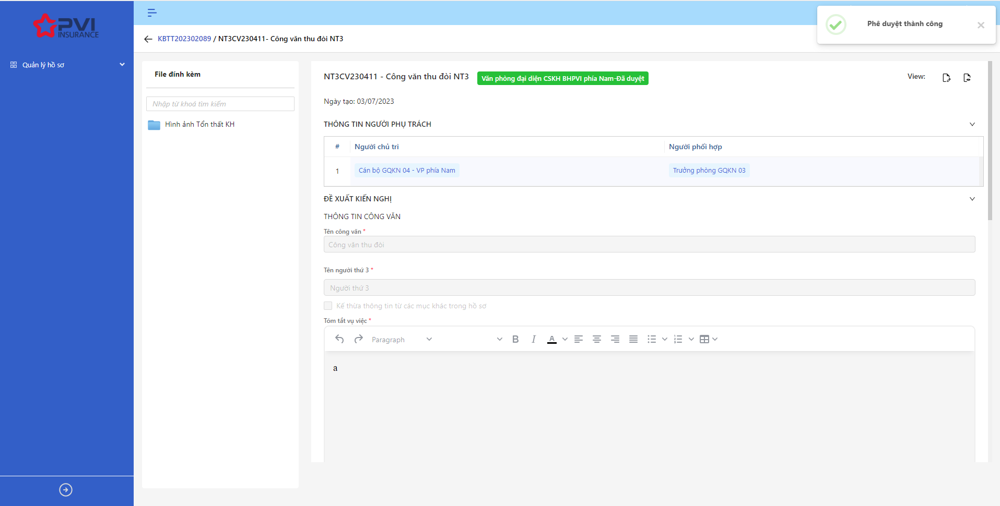 PVI
INSURANCE
Quản lý hồ sơ
KBTT202302089 / NT3CV230411- Công văn thu đòi NT3
Phê duyệt thành công
File đính kèm
Nhập từ khoá tìm kiếm
Hình ảnh Tổn thất KH
NT3CV230411 - Công văn thu đòi NT3
Văn phòng đại diện CSKH BHPVI phía Nam-Đã duyệt
View:
Ngày tạo: 03/07/2023
THÔNG TIN NGƯỜI PHỤ TRÁCH
# Người chủ trì Người phối hợp
1 Cán bộ GQKN 04 - VP phía Nam Trưởng phòng GQKN 03
ĐỀ XUẤT KIẾN NGHỊ
THÔNG TIN CÔNG VĂN
Tên công văn *
Công văn thu đòi
Tên người thứ 3 *
Người thứ 3
Kế thừa thông tin từ các mục khác trong hồ sơ
Tóm tắt vụ việc *
Paragraph B I A
a